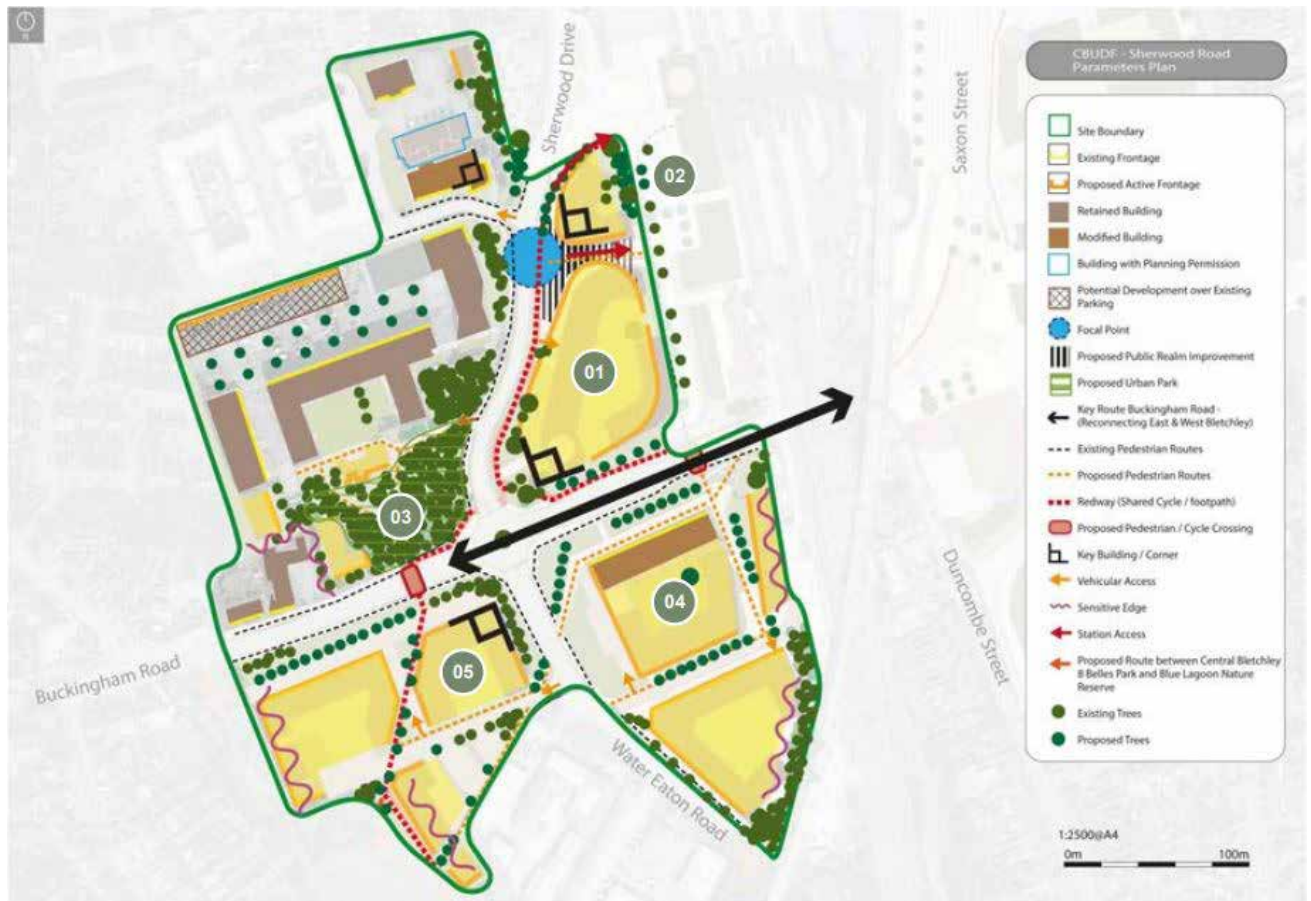 N
Sherwood Drive
Saxon Street
02
01
03
04
05
Buckingham Road
Duncombe Street
Water Eaton Road
CBUDF - Sherwood Road
Parameters Plan
Site Boundary
Existing Frontage
Proposed Active Frontage
Retained Building
Modified Building
Building with Planning Permission
Potential Development over Existing
Parking
Focal Point
Proposed Public Realm Improvement
Proposed Urban Park
Key Route Buckingham Road -
(Reconnecting East & West Bletchley)
Existing Pedestrian Routes
Proposed Pedestrian Routes
Redway (Shared Cycle / footpath)
Proposed Pedestrian / Cycle Crossing
Key Building / Corner
Vehicular Access
Sensitive Edge
Station Access
Proposed Route between Central Bletchley
8 Belles Park and Blue Lagoon Nature
Reserve
Existing Trees
Proposed Trees
1:2500@A4
0m 100m